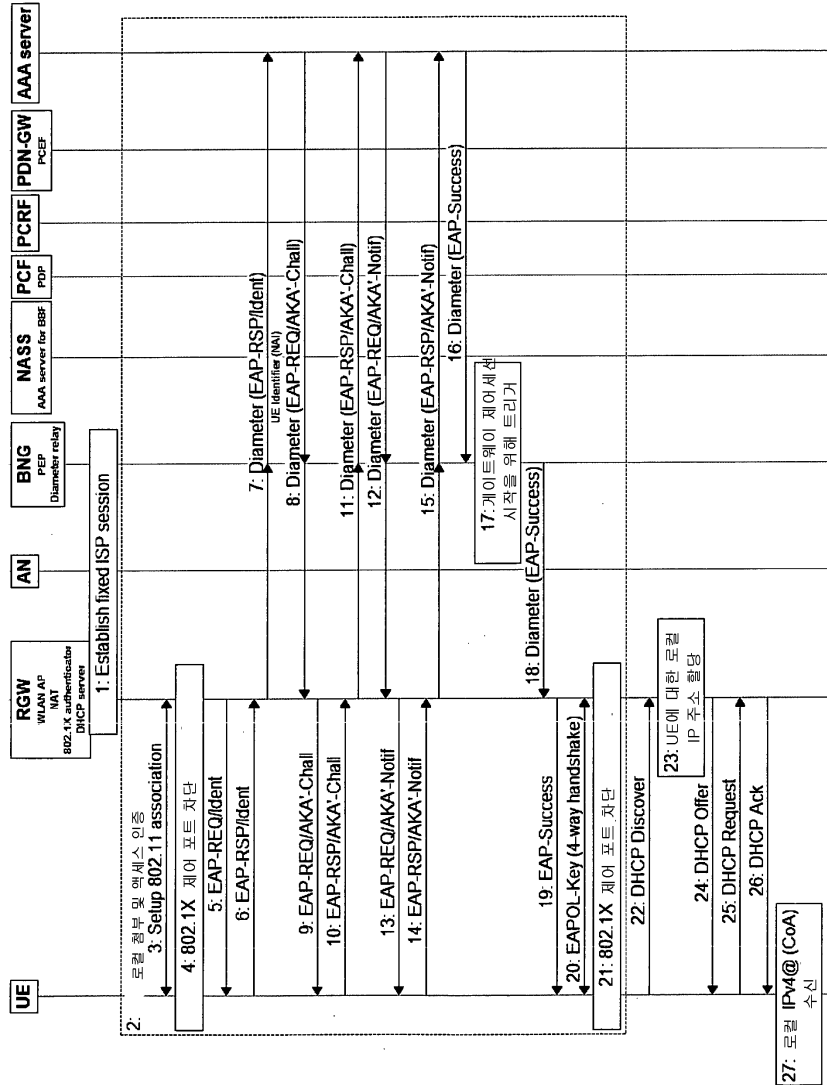 UE
RGW
WLAN AP
NAT
802.1X authenticator
DHCP server
AN
BNG
PEP
Diameter relay
NASS
AAA server for BBF
PCF
PDP
PCRF
PDN-GW
PCEF
AAA server
1: Establish fixed ISP session
2:
로컬 첨부 및 액세스 인증
3: Setup 802.11 association
4: 802.1X 제어 포트 차단
5: EAP-REQ/Ident
6: EAP-RSP/Ident
7: Diameter (EAP-RSP/Ident)
UE Identifier (NAI)
8: Diameter (EAP-REQ/AKA'-Chall)
9: EAP-REQ/AKA'-Chall
10: EAP-RSP/AKA'-Chall
11: Diameter (EAP-RSP/AKA'-Chall)
12: Diameter (EAP-REQ/AKA'-Notif)
13: EAP-REQ/AKA'-Notif
14: EAP-RSP/AKA'-Notif
15: Diameter (EAP-RSP/AKA'-Notif)
16: Diameter (EAP-Success)
17: 게이트웨이 제어세션
시작을 위해 트리거
18: Diameter (EAP-Success)
19: EAP-Success
20: EAPOL-Key (4-way handshake)
21: 802.1X 제어 포트 차단
22: DHCP Discover
23: UE에 대한 로컬
IP 주소 할당
24: DHCP Offer
25: DHCP Request
26: DHCP Ack
27: 로컬 IPv4@ (CoA)
수신